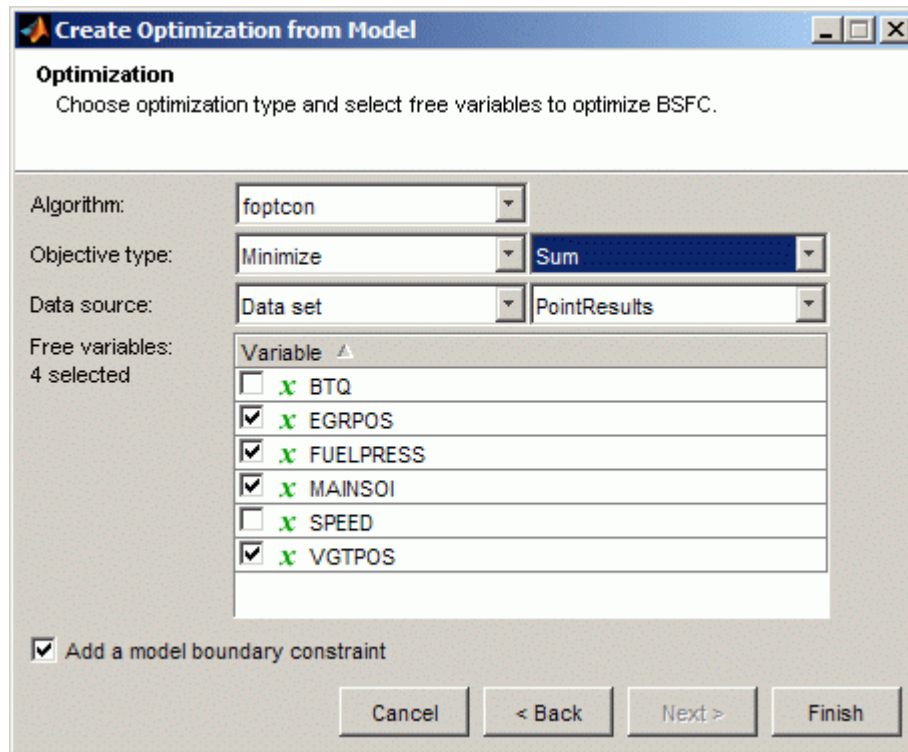 Create Optimization from Model
Optimization
Choose optimization type and select free variables to optimize BSFC.
Algorithm: foptcon
Objective type: Minimize Sum
Data source: Data set PointResults
Free variables:
4 selected
Variable
x BTQ
x EGRPOS
x FUELPRESS
x MAINSOI
x SPEED
x VGTPOS
Add a model boundary constraint
Cancel < Back Next > Finish